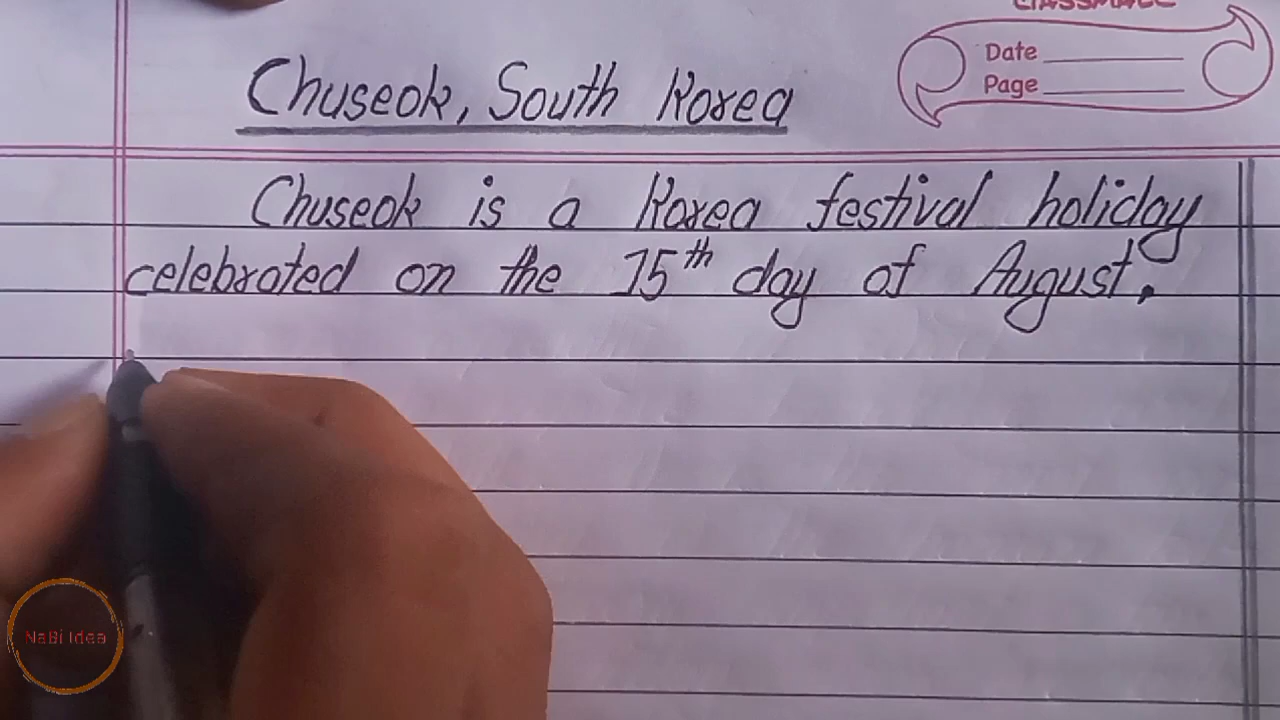 CLASSMATE
Date
Page
Chuseok, South Korea
Chuseok is a Korea festival holiday
celebrated on the 15th day of August.
NaBi Idea